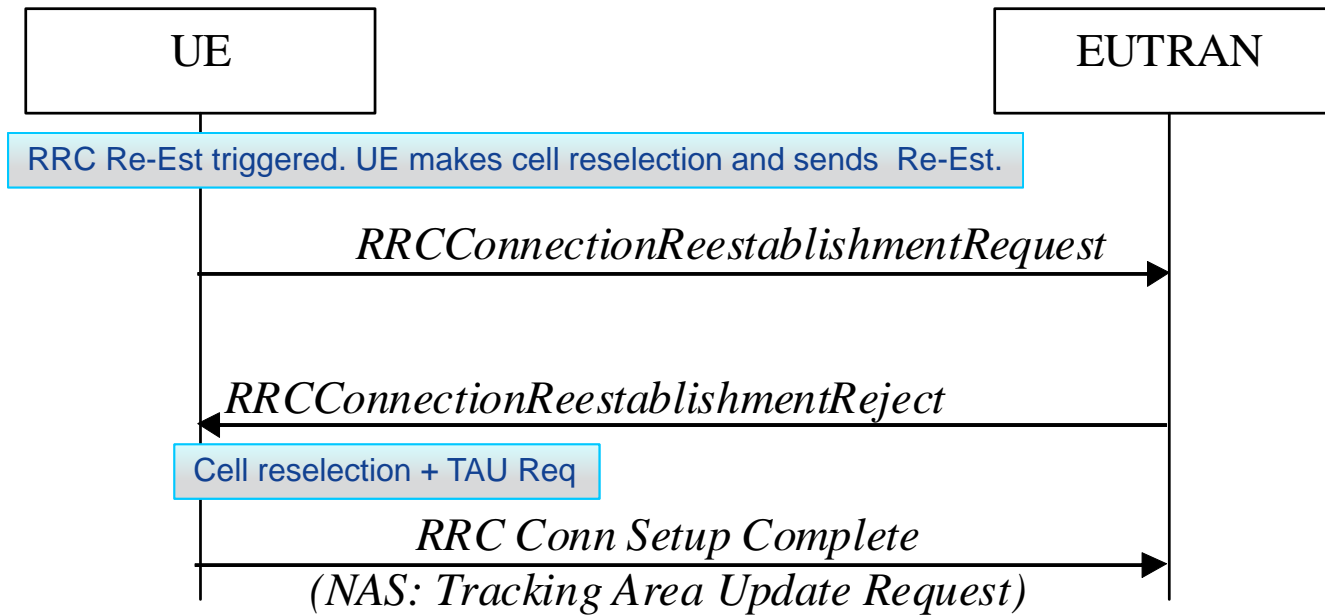 UE
EUTRAN
RRC Re-Est triggered. UE makes cell reselection and sends Re-Est.
RRCConnectionReestablishmentRequest
RRCConnectionReestablishmentReject
Cell reselection + TAU Req
RRC Conn Setup Complete
(NAS: Tracking Area Update Request)